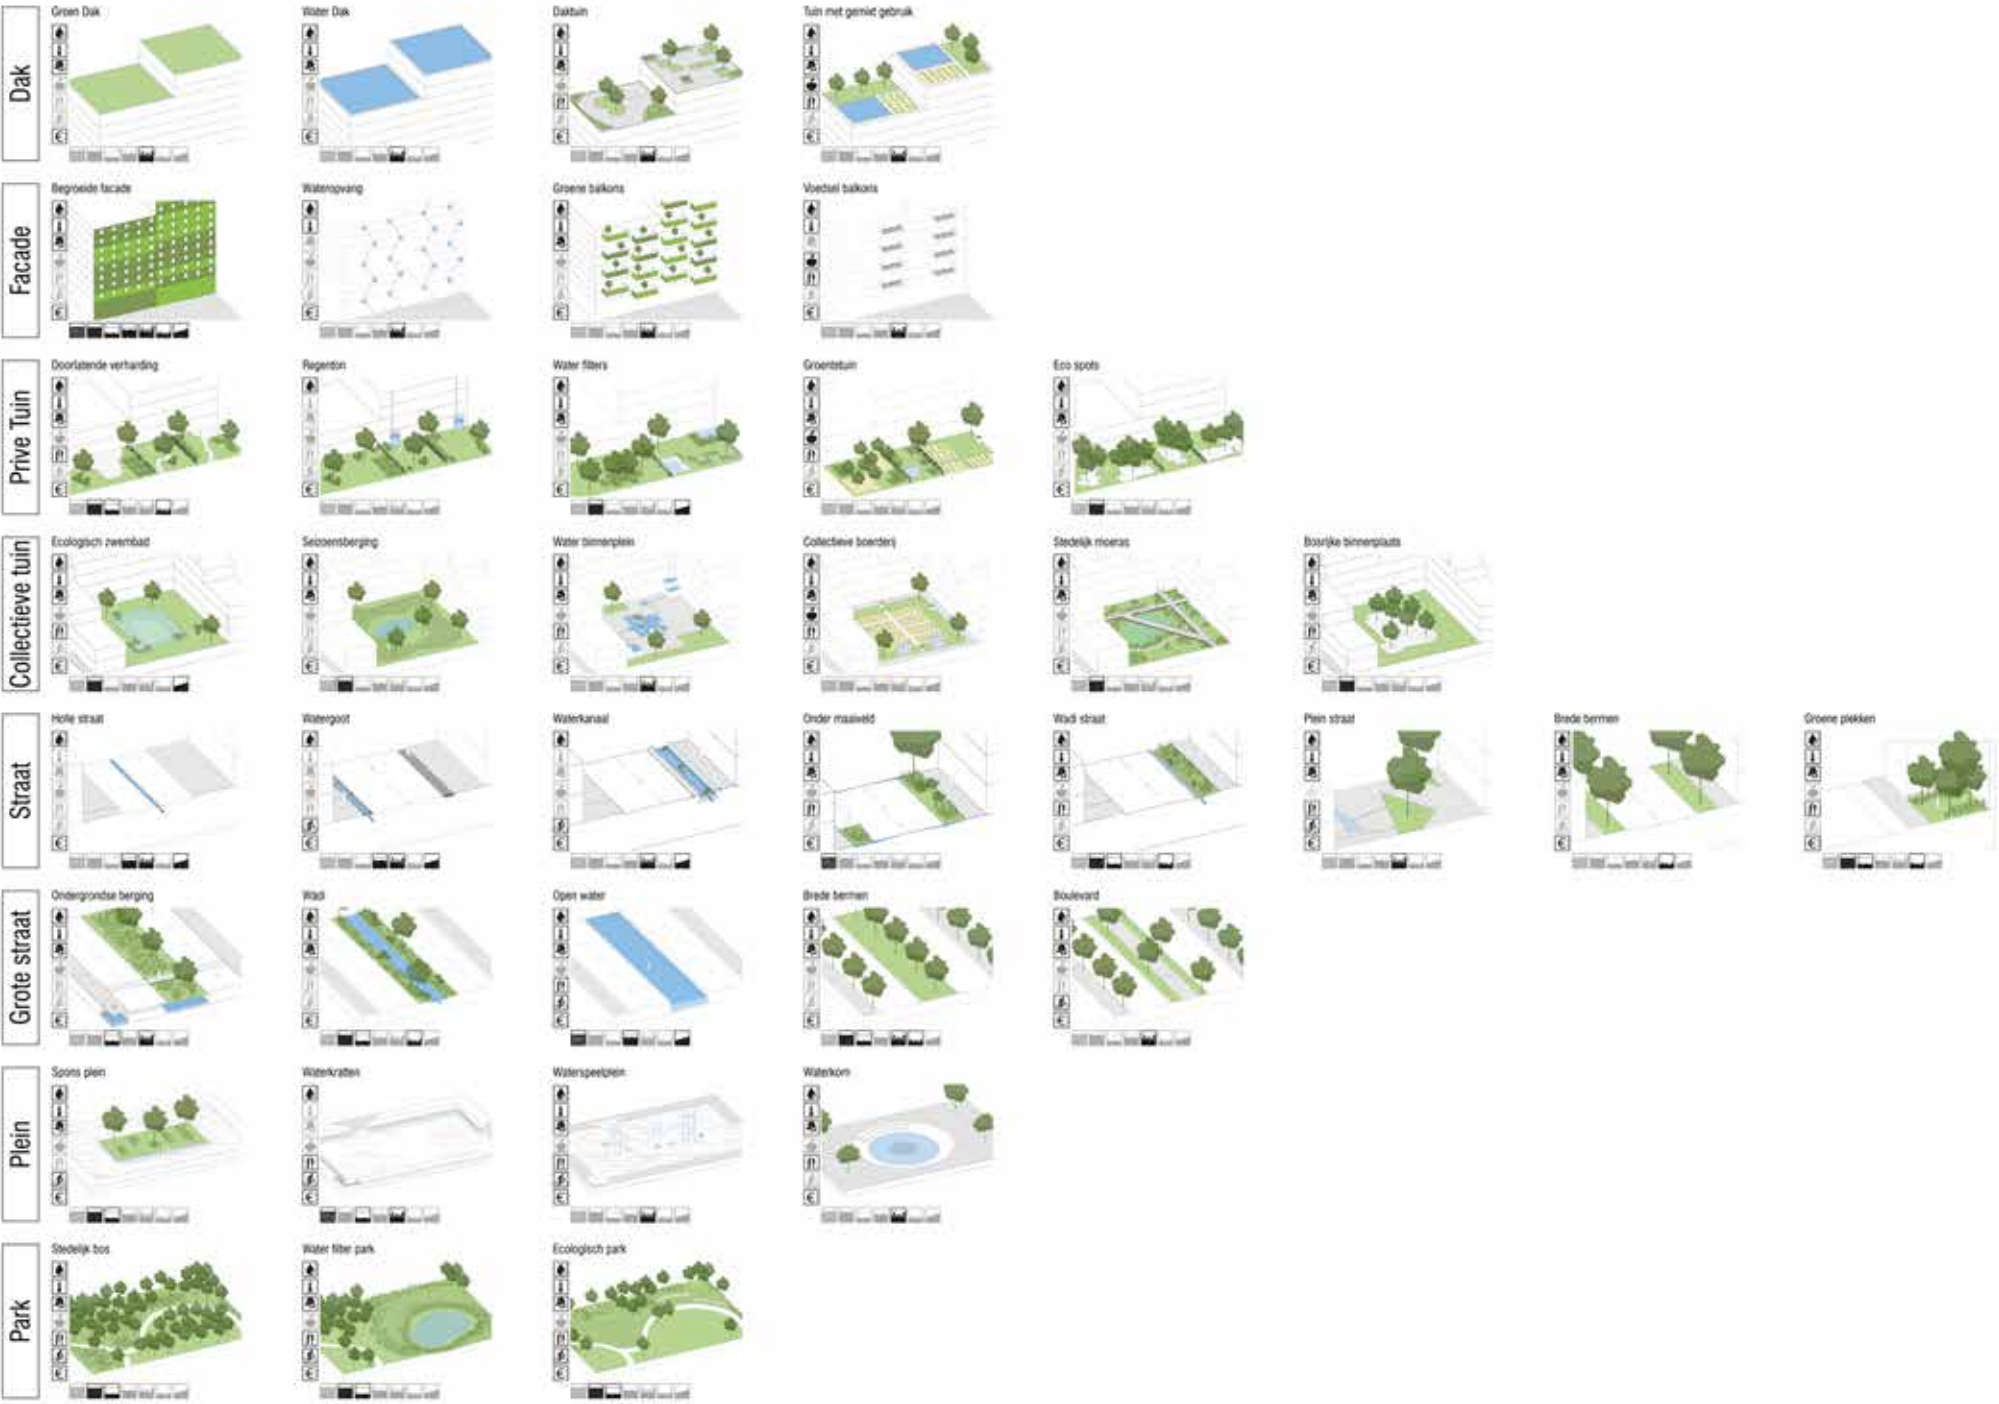 Dak
Groen Dak
Water Dak
Daktuin
Tuin met gemixt gebruik
Facade
Begroeide facade
Wateropvang
Groene balkons
Voedsel balkons
Prive Tuin
Doorlatende verharding
Regenton
Water filters
Groentetuin
Eco spots
Collectieve tuin
Ecologisch zwembad
Seizoensberging
Water binnenplein
Collectieve boerderij
Stedelijk moeras
Bosrijke binnenplaats
Straat
Holle straat
Watergoot
Waterkanaal
Onder maaiveld
Wadi straat
Plein straat
Brede bermen
Groene plekken
Grote straat
Ondergrondse berging
Wadi
Open water
Brede bermen
Boulevard
Plein
Spons plein
Waterkratten
Waterspeelplein
Waterkom
Park
Stedelijk bos
Water filter park
Ecologisch park